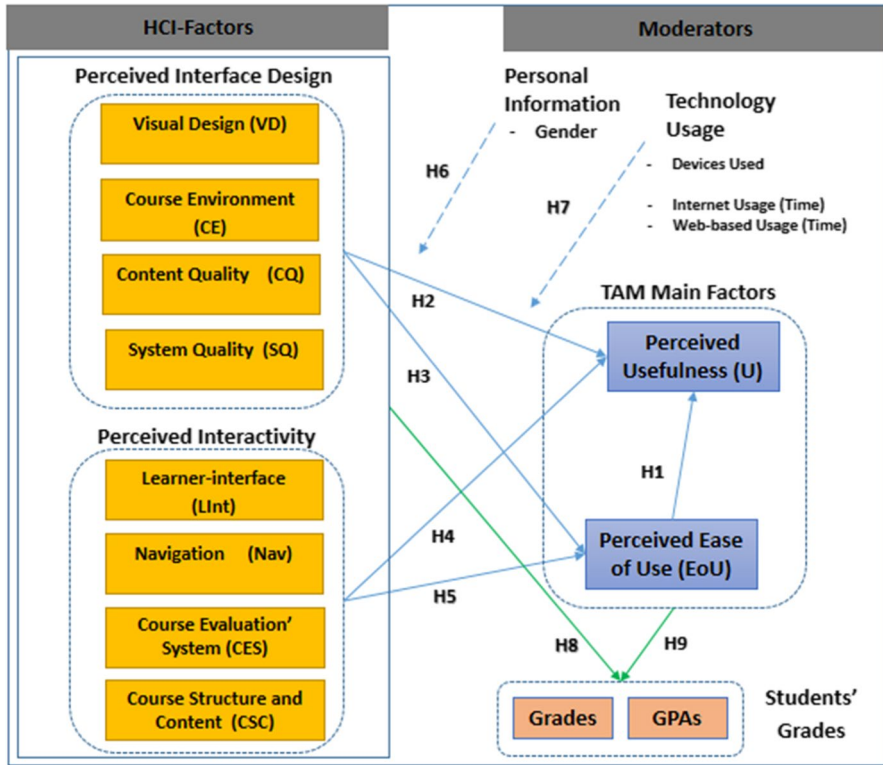 HCI-Factors
Moderators
Perceived Interface Design
Visual Design (VD)
Course Environment
(CE)
Content Quality (CQ)
System Quality (SQ)
Perceived Interactivity
Learner-interface
(LInt)
Navigation (Nav)
Course Evaluation’
System (CES)
Course Structure and
Content (CSC)
Personal
Information
- Gender
Technology
Usage
- Devices Used
- Internet Usage (Time)
- Web-based Usage (Time)
H6
H7
H2
H3
H4
H5
TAM Main Factors
Perceived
Usefulness (U)
H1
Perceived Ease
of Use (EoU)
H8
H9
Grades
GPAs
Students’
Grades